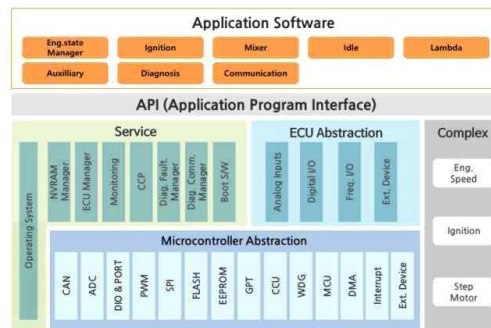 Application Software
Eng.state
Manager
Ignition
Mixer
Idle
Lambda
Auxilliary
Diagnosis
Communication
API (Application Program Interface)
Service
Operating System
NVRAM
Manager
ECU Manager
Monitoring
CCP
Diag. Fault.
Manager
Diag. Comm.
Manager
Boot S/W
ECU Abstraction
Analog Inputs
Digital I/O
Freq. I/O
Ext. Device
Complex
Eng.
Speed
Ignition
Step
Motor
Microcontroller Abstraction
CAN
ADC
DIO & PORT
PWM
SPI
FLASH
EEPROM
GPT
CCU
WDG
MCU
DMA
Interrupt
Ext. Device